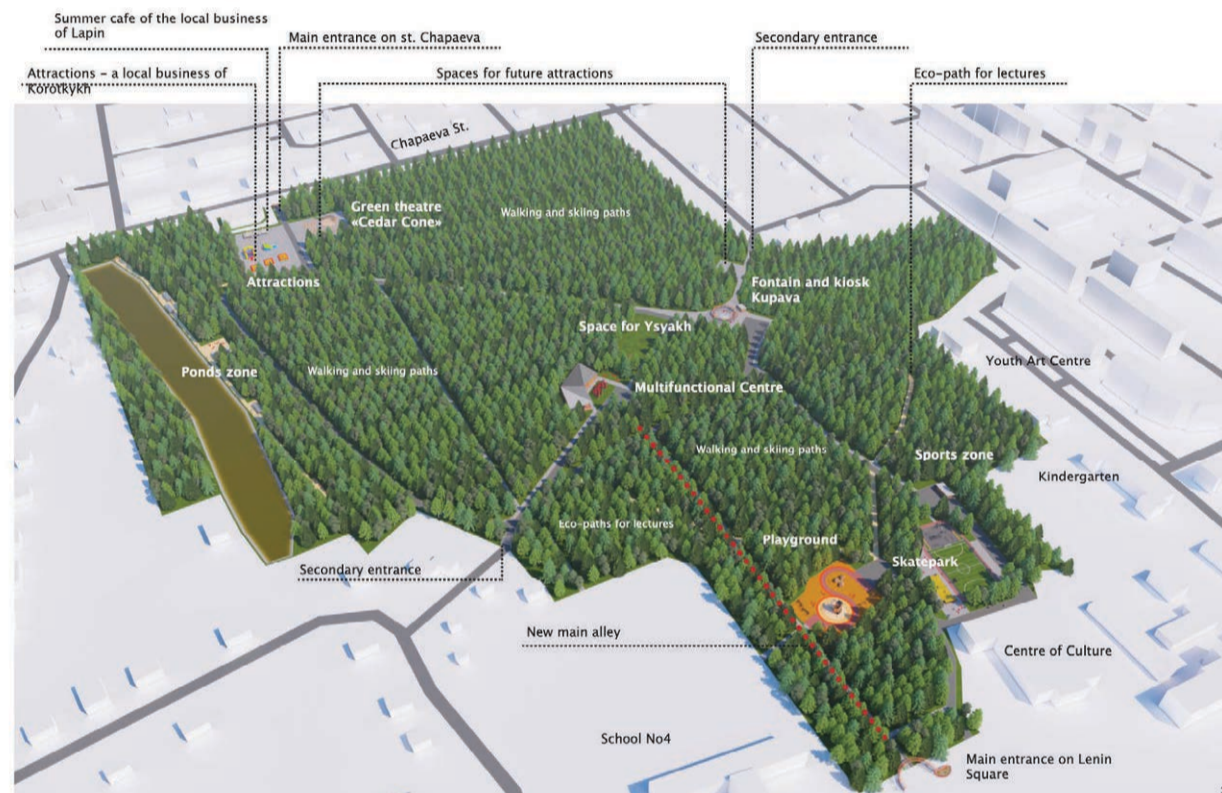 Summer cafe of the local business
of Lapin
Main entrance on st. Chapaeva
Secondary entrance
Attractions – a local business of
Korotkykh
Spaces for future attractions
Eco-path for lectures
Chapaeva St.
Green theatre
«Cedar Cone»
Walking and skiing paths
Attractions
Fontain and kiosk
Kupava
Space for Ysyakh
Youth Art Centre
Ponds zone
Walking and skiing paths
Multifunctional Centre
Walking and skiing paths
Sports zone
Kindergarten
Eco-paths for lectures
Playground
Skatepark
Secondary entrance
New main alley
Centre of Culture
School No4
Main entrance on Lenin
Square